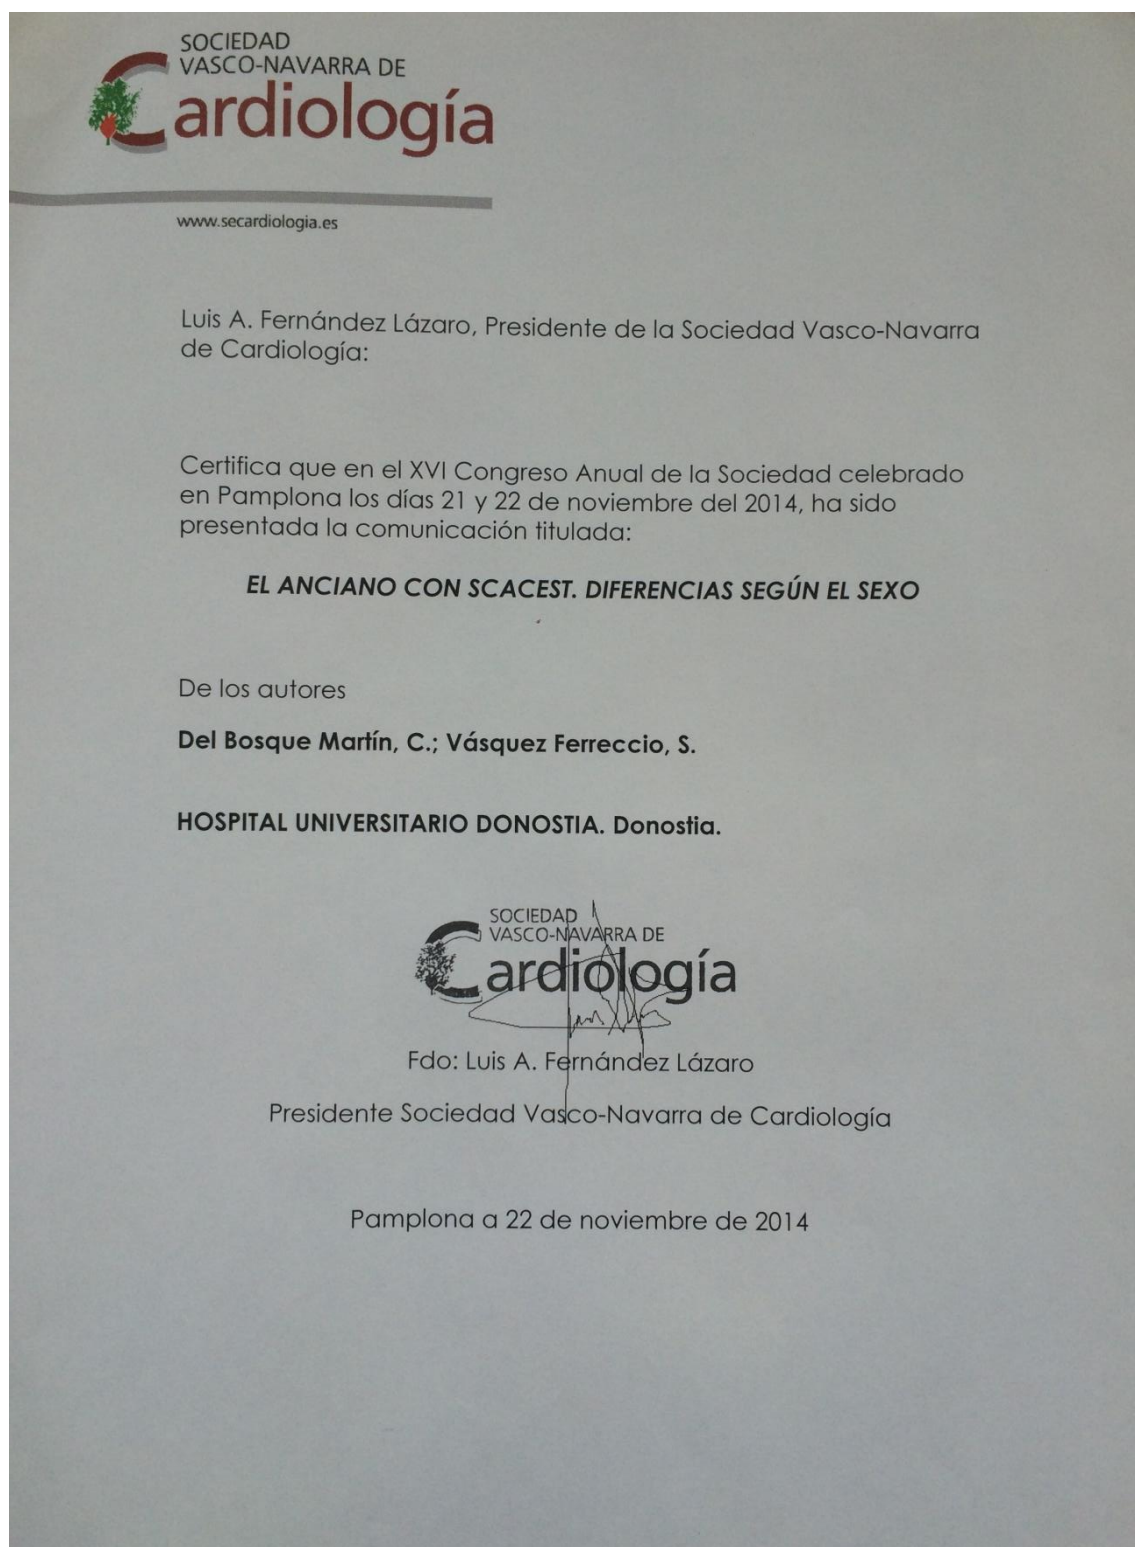 SOCIEDAD
VASCO-NAVARRA DE
Cardiología
www.secardiologia.es
Luis A. Fernández Lázaro, Presidente de la Sociedad Vasco-Navarra
de Cardiología:
Certifica que en el XVI Congreso Anual de la Sociedad celebrado
en Pamplona los días 21 y 22 de noviembre del 2014, ha sido
presentada la comunicación titulada:
EL ANCIANO CON SCACEST. DIFERENCIAS SEGÚN EL SEXO
De los autores
Del Bosque Martín, C.; Vásquez Ferreccio, S.
HOSPITAL UNIVERSITARIO DONOSTIA. Donostia.
SOCIEDAD
VASCO-NAVARRA DE
Cardiología
Fdo: Luis A. Fernández Lázaro
Presidente Sociedad Vasco-Navarra de Cardiología
Pamplona a 22 de noviembre de 2014